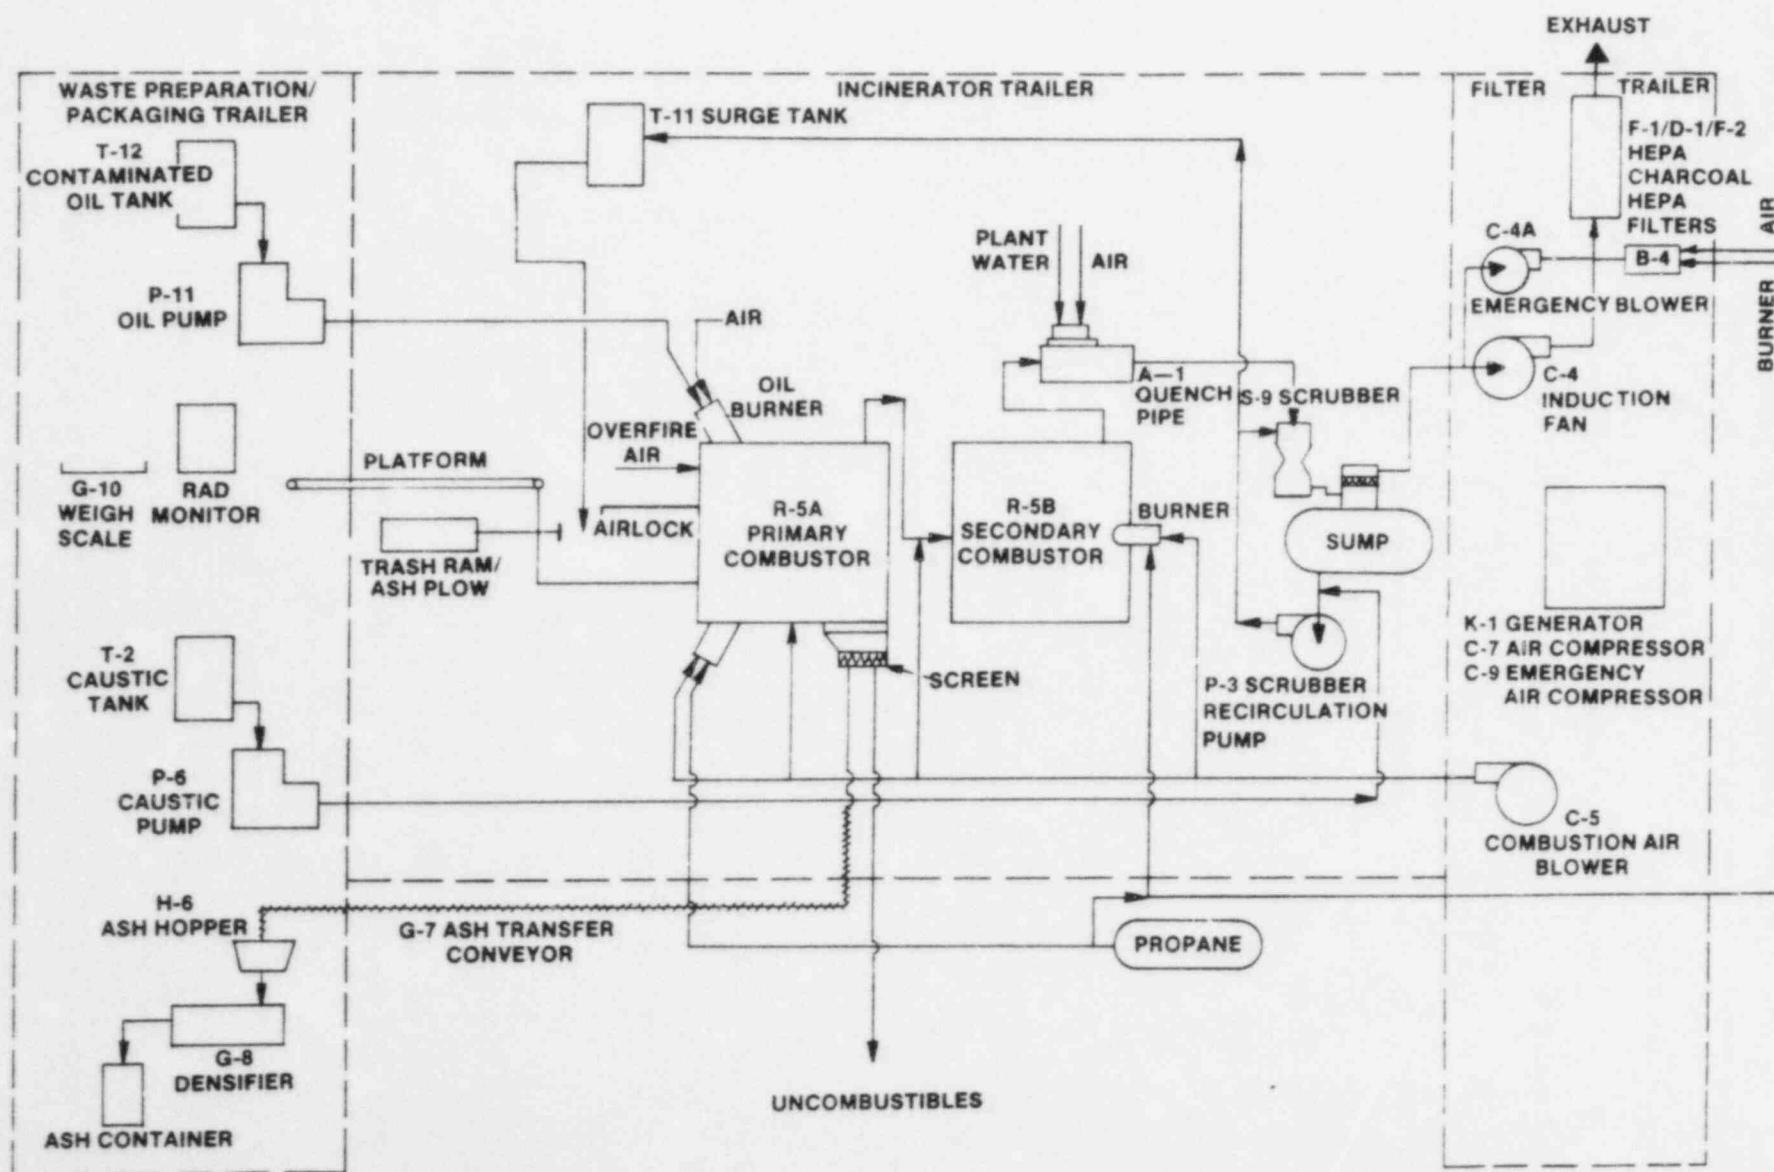 EXHAUST
WASTE PREPARATION/
PACKAGING TRAILER
INCINERATOR TRAILER
FILTER TRAILER
T-12
CONTAMINATED
OIL TANK
T-11 SURGE TANK
F-1/D-1/F-2
HEPA
CHARCOAL
HEPA
FILTERS
AIR
BURNER
C-4A
B-4
EMERGENCY BLOWER
PLANT
WATER
AIR
P-11
OIL PUMP
AIR
OIL
BURNER
A—1
QUENCH
PIPE
S-9 SCRUBBER
C-4
INDUCTION
FAN
OVERFIRE
AIR
PLATFORM
G-10
WEIGH
SCALE
RAD
MONITOR
AIRLOCK
R-5A
PRIMARY
COMBUSTOR
R-5B
SECONDARY
COMBUSTOR
BURNER
SUMP
TRASH RAM/
ASH PLOW
K-1 GENERATOR
C-7 AIR COMPRESSOR
C-9 EMERGENCY
AIR COMPRESSOR
T-2
CAUSTIC
TANK
SCREEN
P-3 SCRUBBER
RECIRCULATION
PUMP
P-6
CAUSTIC
PUMP
C-5
COMBUSTION AIR
BLOWER
H-6
ASH HOPPER
G-7 ASH TRANSFER
CONVEYOR
PROPANE
G-8
DENSIFIER
UNCOMBUSTIBLES
ASH CONTAINER